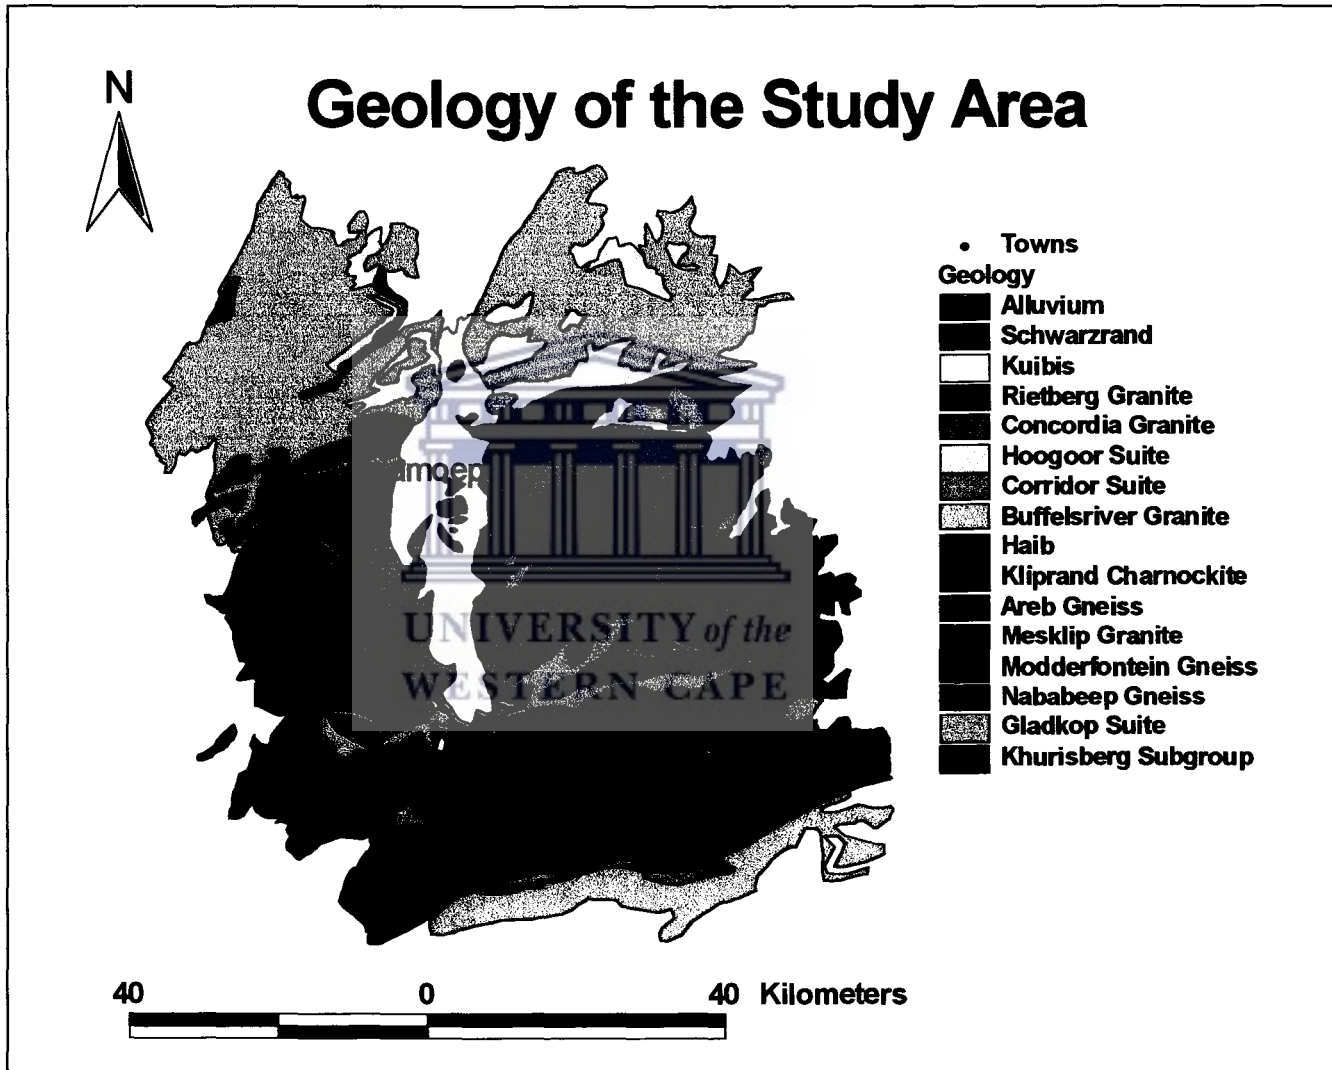 N
Geology of the Study Area
Towns
Geology
Alluvium
Schwarzrand
Kuibis
Rietberg Granite
Concordia Granite
Hoogoor Suite
Corridor Suite
Buffelsriver Granite
Haib
Kliprand Charnockite
Areb Gneiss
Mesklip Granite
Modderfontein Gneiss
Nababeep Gneiss
Gladkop Suite
Khurisberg Subgroup
UNIVERSITY of the
WESTERN CAPE
40 0 40 Kilometers